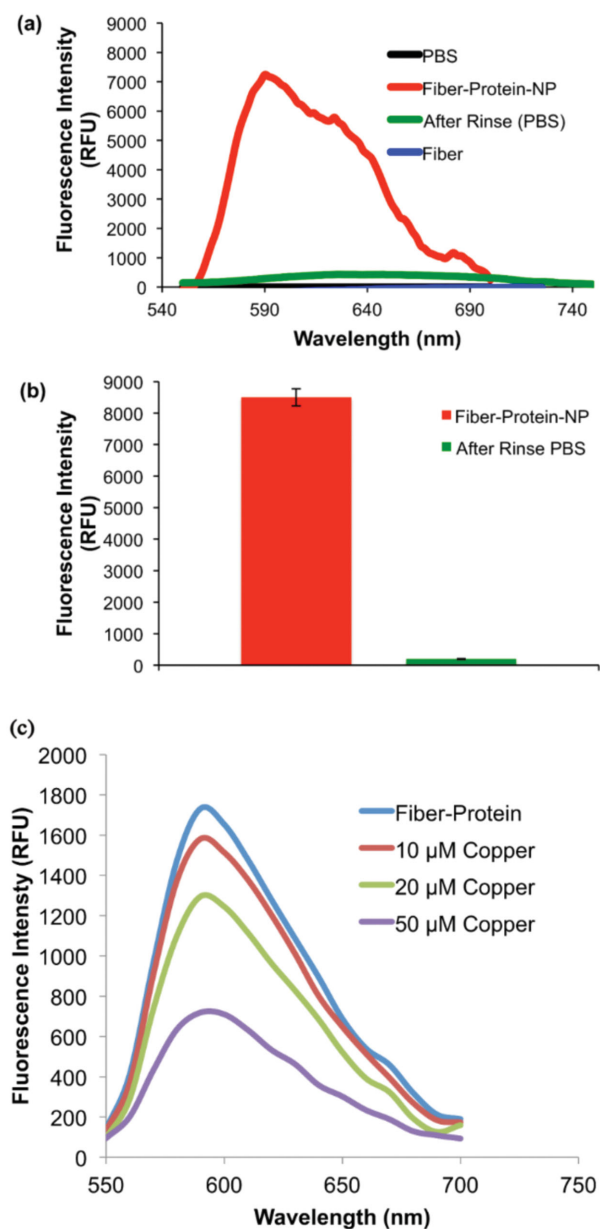 (a)
Fluorescence Intensity
(RFU)
9000
8000
7000
6000
5000
4000
3000
2000
1000
0
PBS
Fiber-Protein-NP
After Rinse (PBS)
Fiber
540
590
640
690
740
Wavelength (nm)
(b)
Fluorescence Intensity
(RFU)
9000
8000
7000
6000
5000
4000
3000
2000
1000
0
Fiber-Protein-NP
After Rinse PBS
(c)
Fluorescence Intensty (RFU)
2000
1800
1600
1400
1200
1000
800
600
400
200
0
Fiber-Protein
10 µM Copper
20 µM Copper
50 µM Copper
550
600
650
700
750
Wavelength (nm)